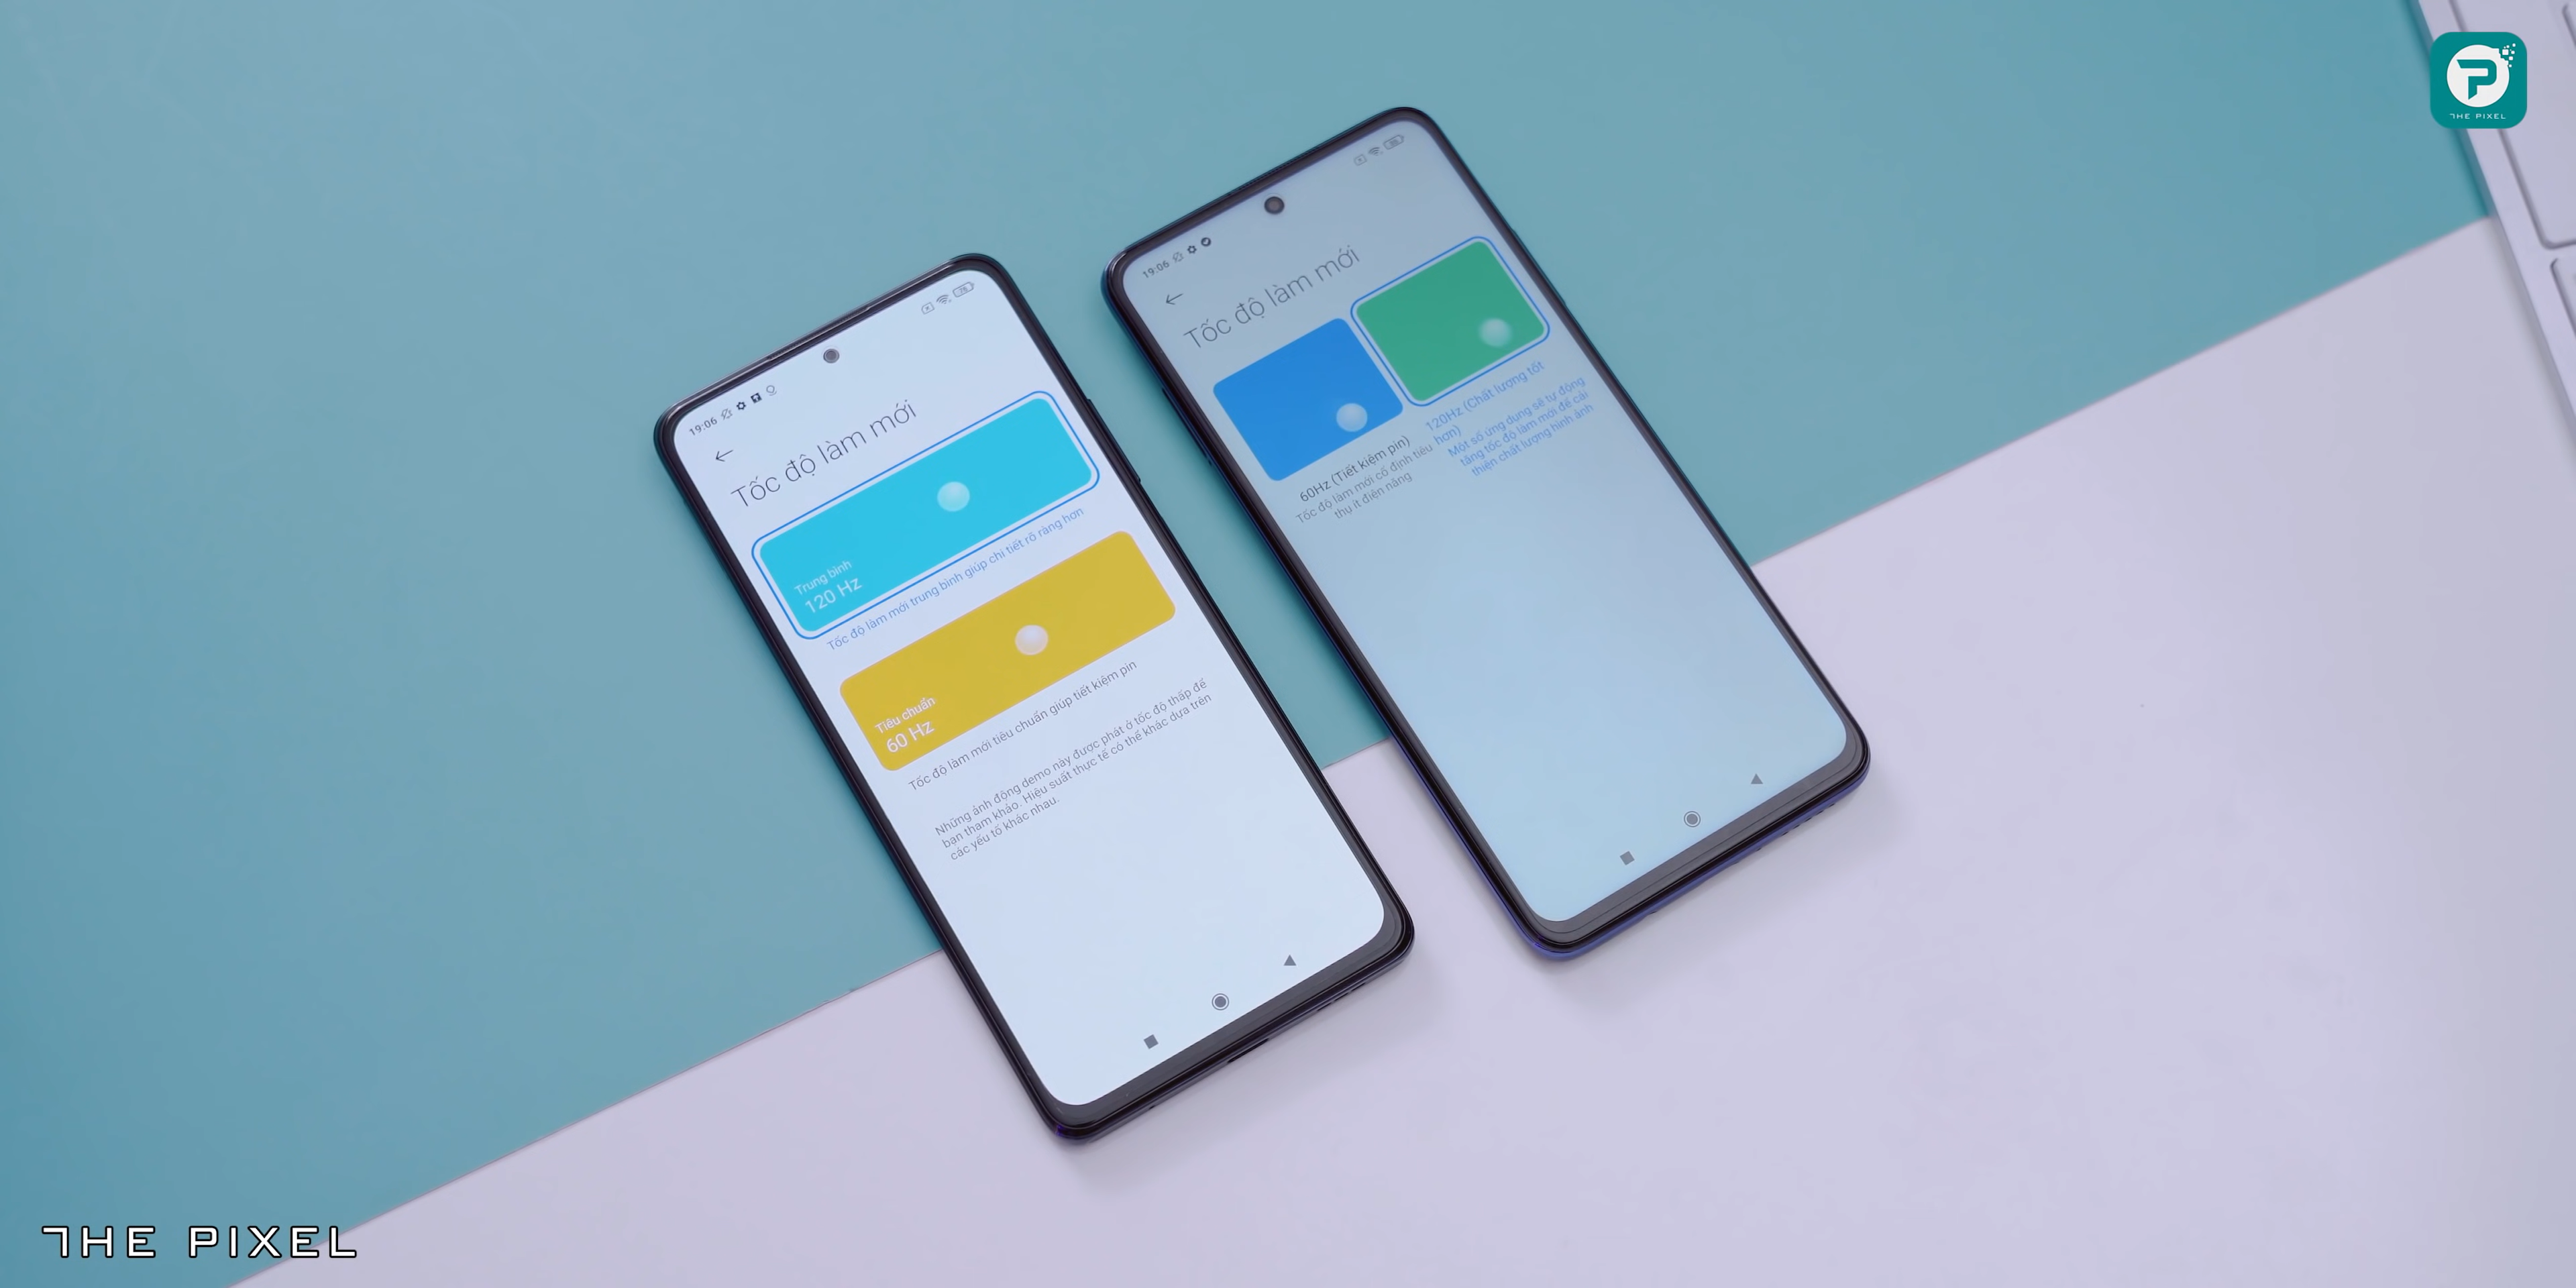 19:06
Tốc độ làm mới
Trung bình
120 Hz
Tốc độ làm mới trung bình giúp chi tiết rõ ràng hơn
Tiêu chuẩn
60 Hz
Tốc độ làm mới tiêu chuẩn giúp tiết kiệm pin
Những ảnh động demo này được phát ở tốc độ thấp để
bạn tham khảo. Hiệu suất thực tế có thể khác dựa trên
các yếu tố khác nhau.
19:06
Tốc độ làm mới
60Hz (Tiết kiệm pin)
Tốc độ làm mới cố định tiêu
thụ ít điện năng
120Hz (Chất lượng tốt
hơn)
Một số ứng dụng sẽ tự động
tăng tốc độ làm mới để cải
thiện chất lượng hình ảnh
THE PIXEL
THE PIXEL